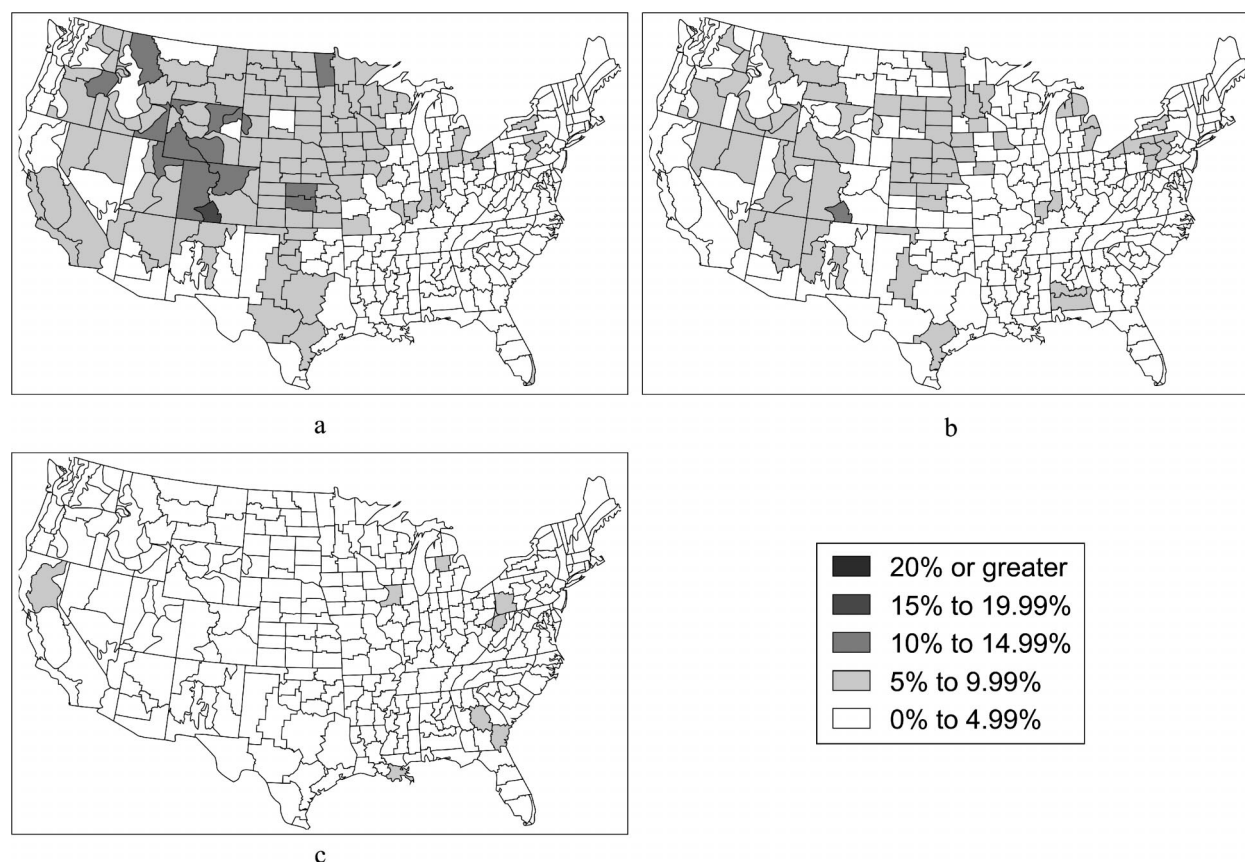 a
b
20% or greater
15% to 19.99%
10% to 14.99%
5% to 9.99%
0% to 4.99%
c